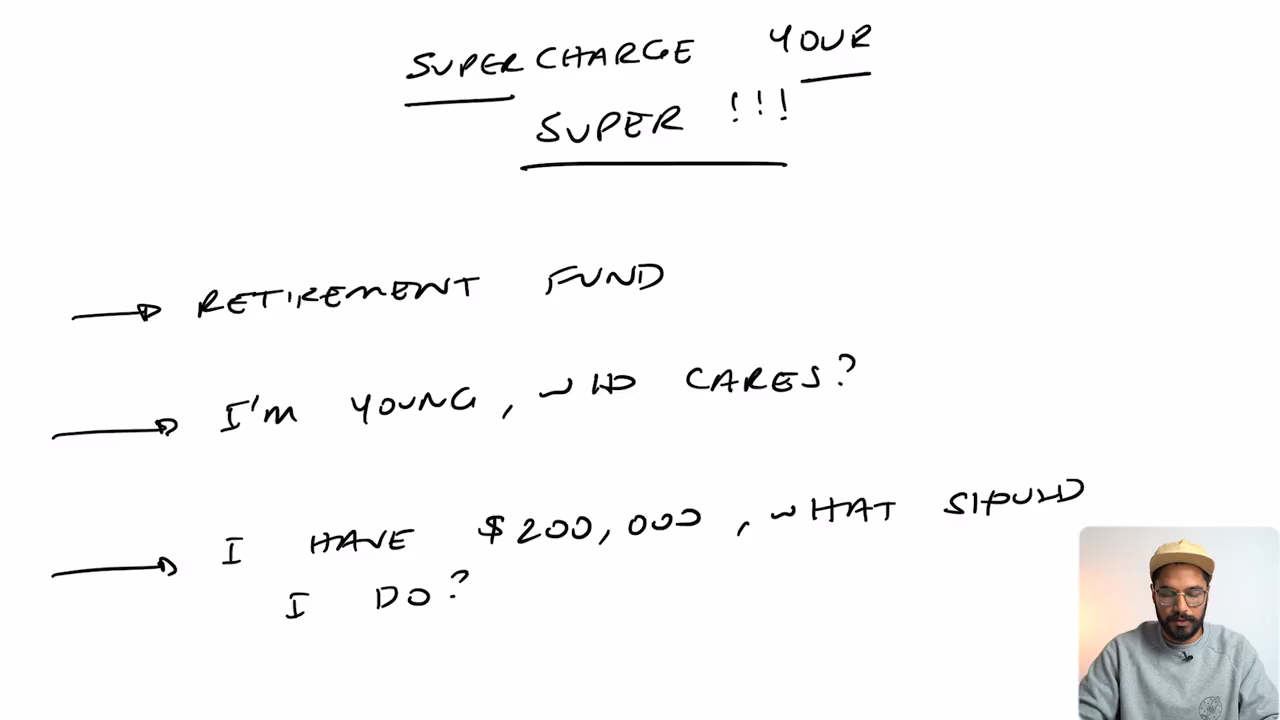 SUPERCHARGE YOUR
SUPER !!!
RETIREMENT FUND
I'M YOUNG, WHO CARES?
I HAVE $200,000, WHAT SHOULD
I DO?